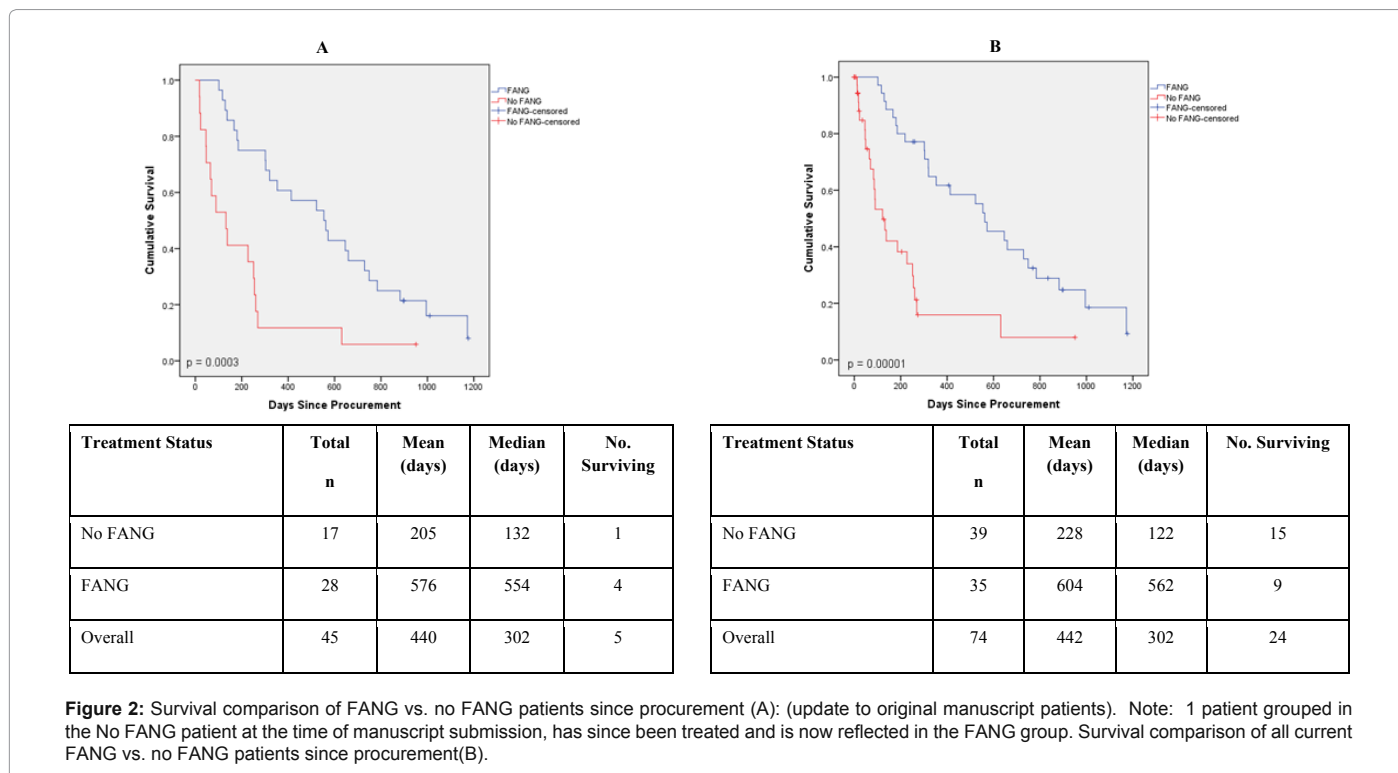 A
1.0
0.8
0.6
0.4
0.2
0.0
Cumulative Survival
p = 0.0003
0 200 400 600 800 1000 1200
Days Since Procurement
FANG
No FANG
FANG-censored
No FANG-censored
B
1.0
0.8
0.6
0.4
0.2
0.0
Cumulative Survival
p = 0.00001
0 200 400 600 800 1000 1200
Days Since Procurement
FANG
No FANG
FANG-censored
No FANG-censored
Treatment Status Total n Mean (days) Median (days) No. Surviving
No FANG 17 205 132 1
FANG 28 576 554 4
Overall 45 440 302 5
Treatment Status Total n Mean (days) Median (days) No. Surviving
No FANG 39 228 122 15
FANG 35 604 562 9
Overall 74 442 302 24
Figure 2: Survival comparison of FANG vs. no FANG patients since procurement (A): (update to original manuscript patients). Note: 1 patient grouped in
the No FANG patient at the time of manuscript submission, has since been treated and is now reflected in the FANG group. Survival comparison of all current
FANG vs. no FANG patients since procurement(B).